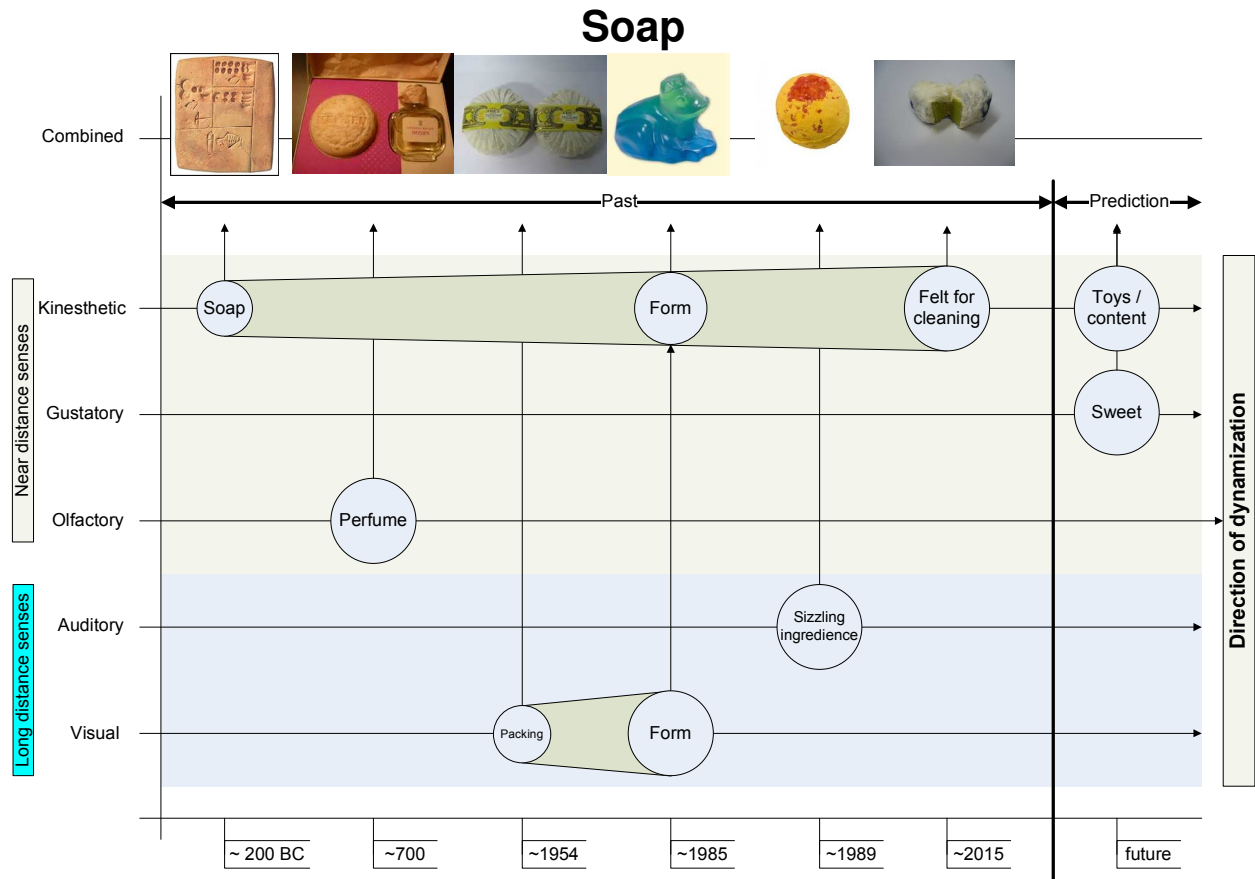 Soap
Combined
Past
Prediction
Near distance senses
Kinesthetic
Soap
Form
Felt for
cleaning
Toys /
content
Gustatory
Sweet
Olfactory
Perfume
Direction of dynamization
Long distance senses
Auditory
Sizzling
ingredience
Visual
Packing
Form
~ 200 BC
~700
~1954
~1985
~1989
~2015
future